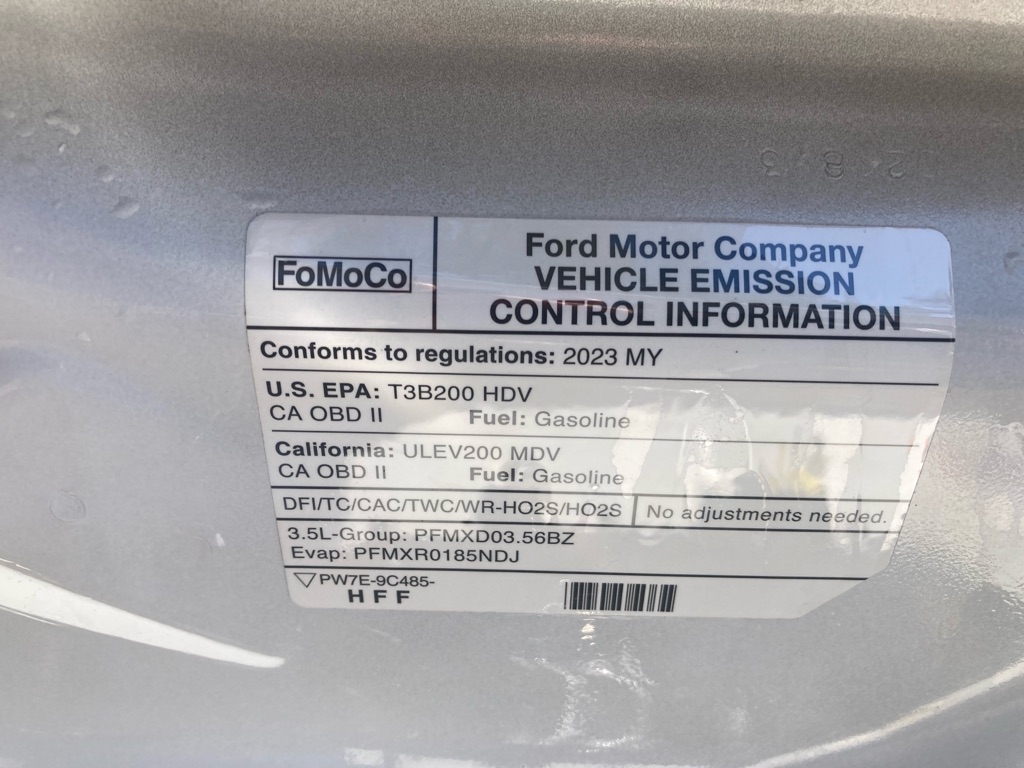 FoMoCo
Ford Motor Company
VEHICLE EMISSION
CONTROL INFORMATION
Conforms to regulations: 2023 MY
U.S. EPA: T3B200 HDV
CA OBD II Fuel: Gasoline
California: ULEV200 MDV
CA OBD II Fuel: Gasoline
DFI/TC/CAC/TWC/WR-HO2S/HO2S No adjustments needed.
3.5L-Group: PFMXD03.56BZ
Evap: PFMXR0185NDJ
PW7E-9C485-
HFF